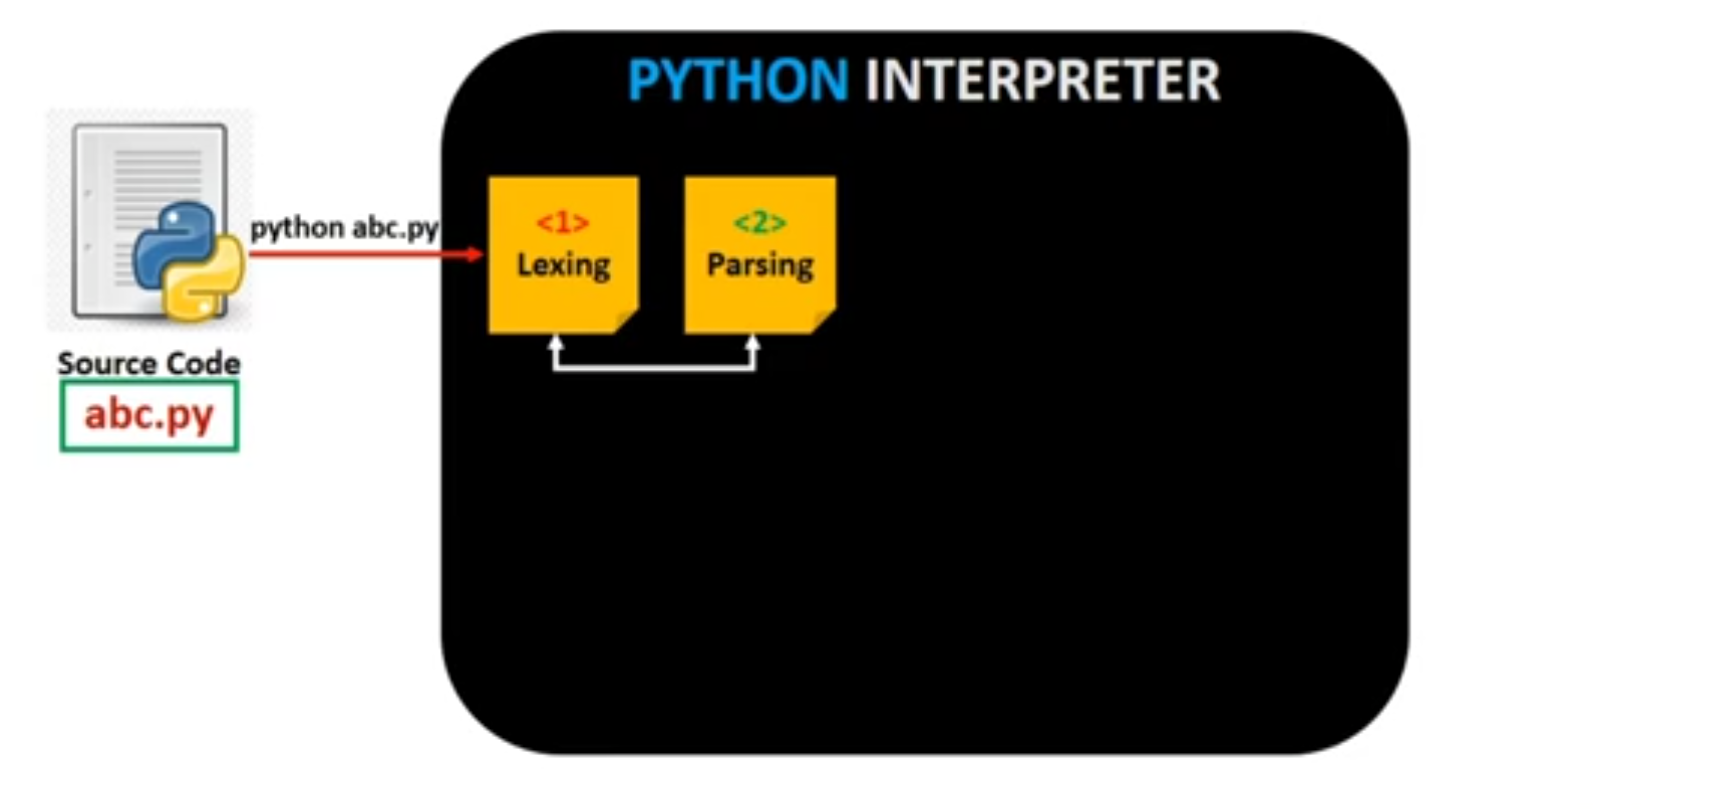 PYTHON INTERPRETER
python abc.py
<1>
Lexing
<2>
Parsing
Source Code
abc.py